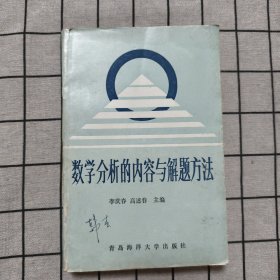 数学分析的内容与解题方法
李庆春 高述春 主编
青岛海洋大学出版社